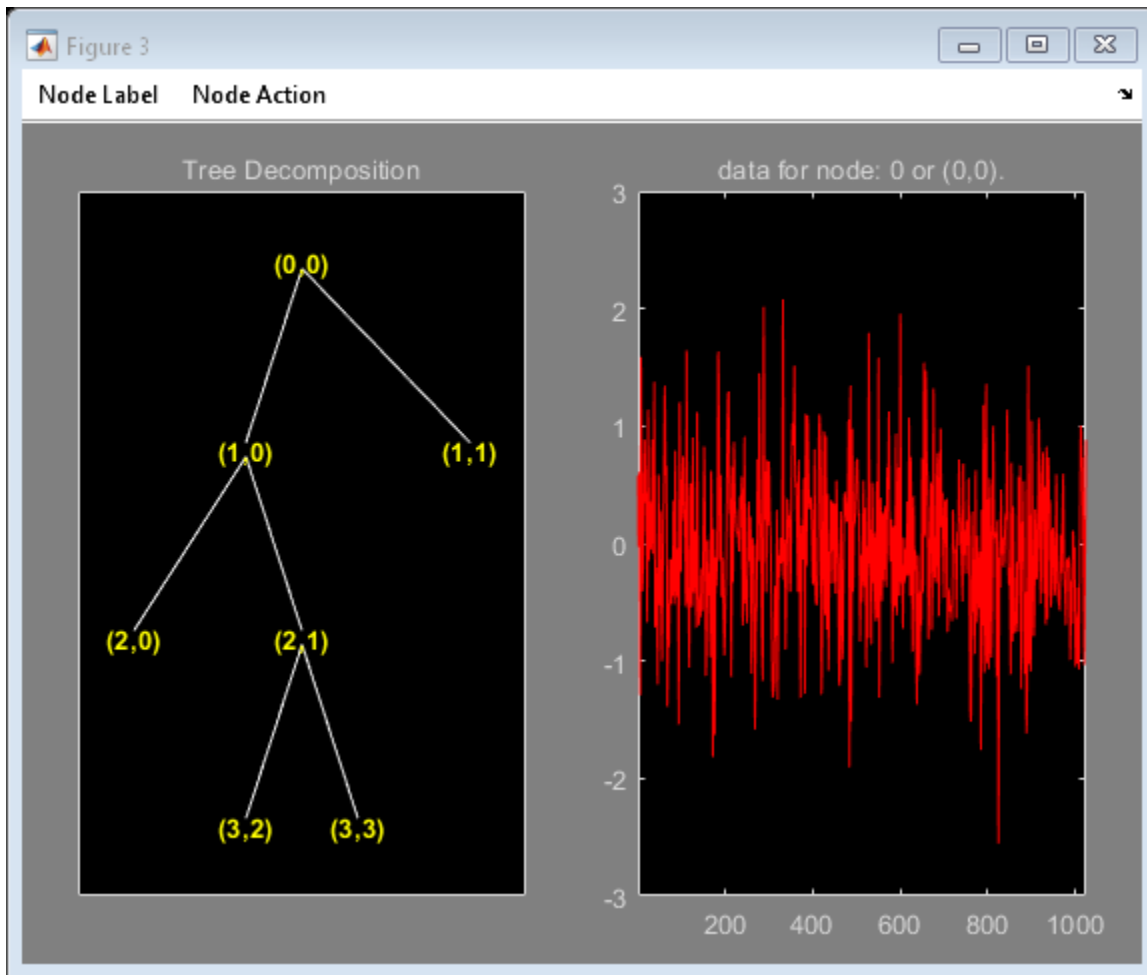 Figure 3
Node Label Node Action
Tree Decomposition
(0,0)
(1,0) (1,1)
(2,0) (2,1)
(3,2) (3,3)
data for node: 0 or (0,0).
3
2
1
0
-1
-2
-3
200 400 600 800 1000